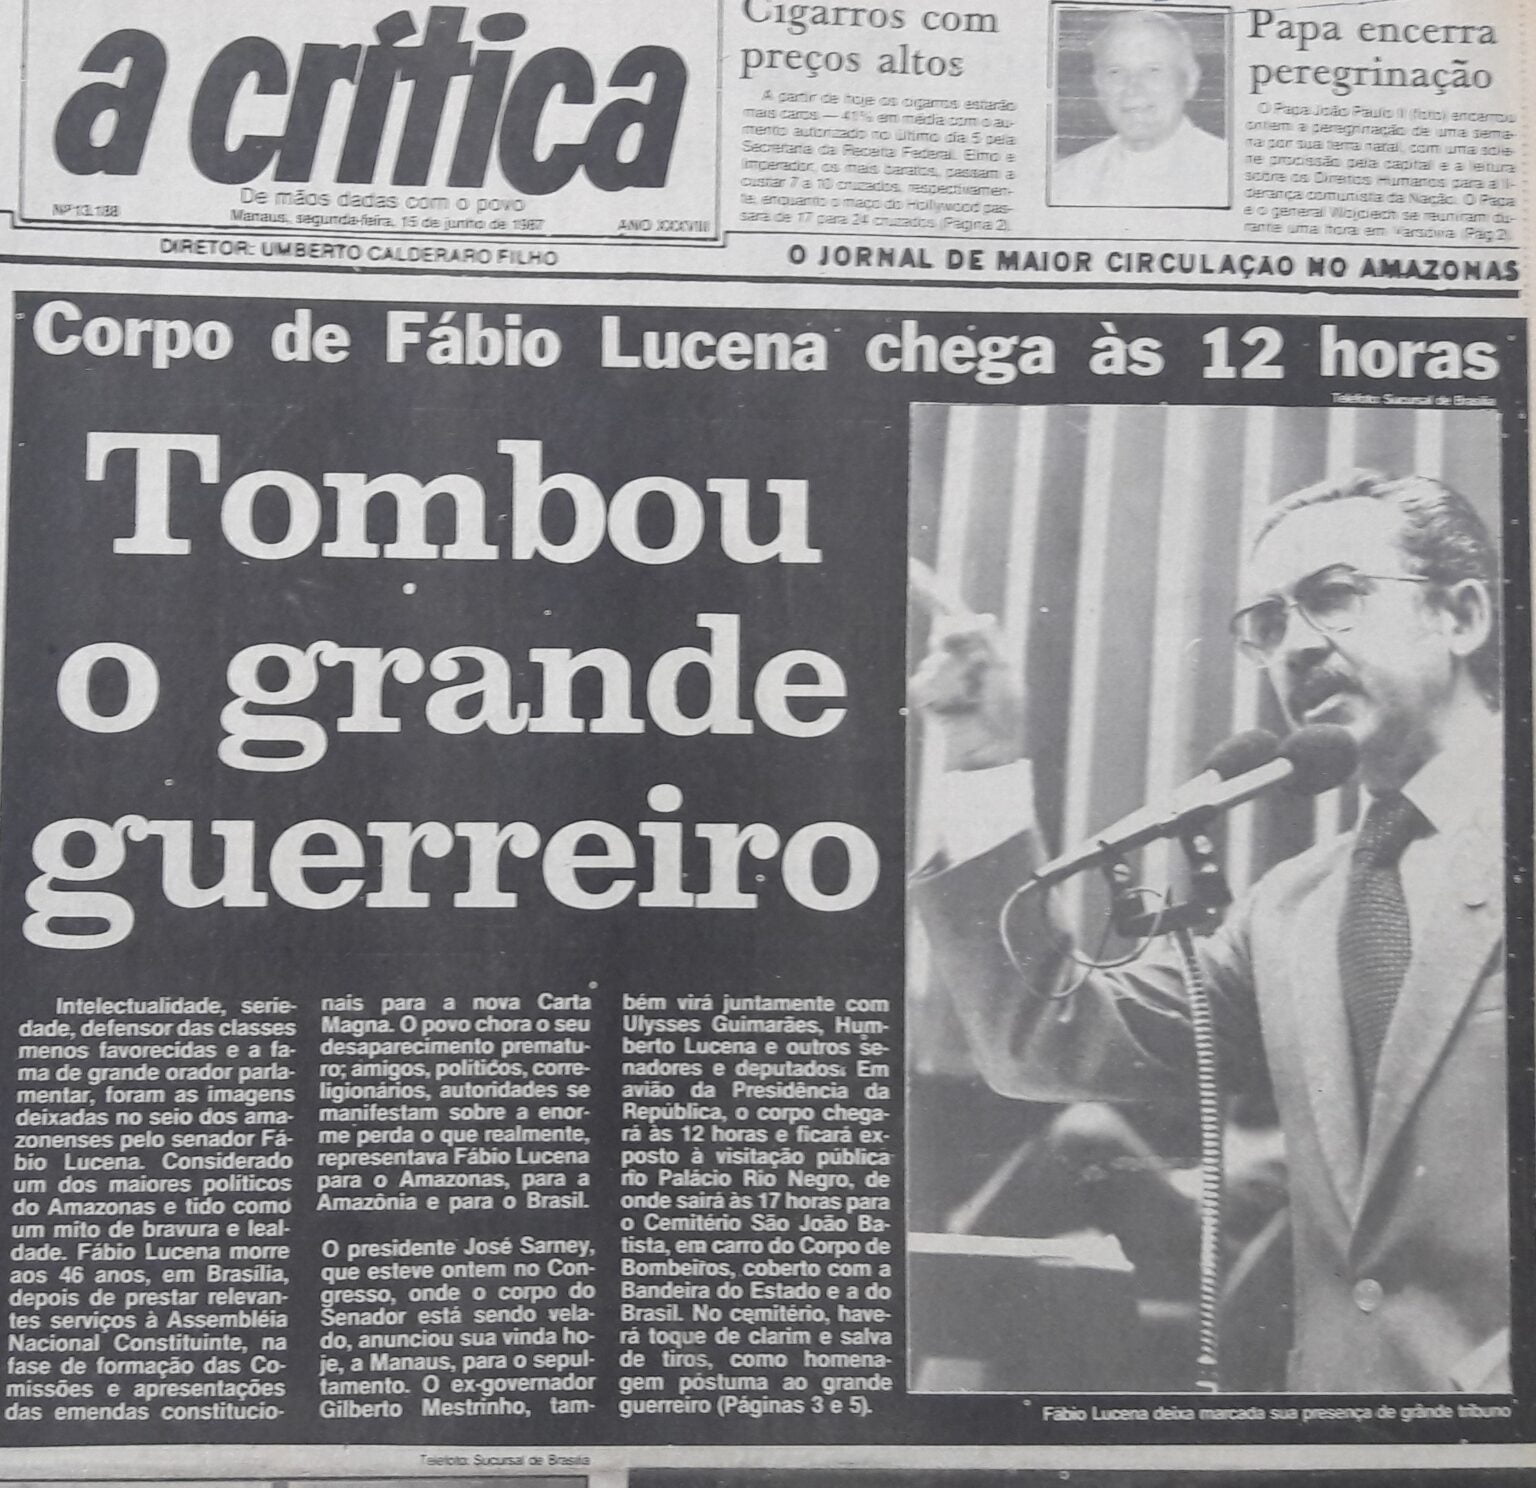 a crítica
De mãos dadas com o povo
Nº 13.188
Manaus, segunda-feira, 15 de junho de 1987
ANO XXXVIII
DIRETOR: UMBERTO CALDERARO FILHO
Cigarros com
preços altos
A partir de hoje os cigarros estarão
mais caros — 41% em média com o au-
mento autorizado no último dia 5 pela
Secretaria da Receita Federal. Elmo e
Imperador, os mais baratos, passam a
custar 7 a 10 cruzados, respectivamen-
te, enquanto o maço do Hollywood pas-
sará de 17 para 24 cruzados (Página 2).
Papa encerra
peregrinação
O Papa João Paulo II (foto) encerrou
ontem a peregrinação de uma sema-
na por sua terra natal, com uma sole-
ne procissão pela capital e a leitura
sobre os Direitos Humanos para a li-
derança comunista da Nação. O Papa
e o general Wojciech se reuniram du-
rante uma hora em Varsóvia (Pág 2).
O JORNAL DE MAIOR CIRCULAÇÃO NO AMAZONAS
Corpo de Fábio Lucena chega às 12 horas
Telefoto: Sucursal de Brasília
Tombou
o grande
guerreiro
Intelectualidade, serie-
dade, defensor das classes
menos favorecidas e a fa-
ma de grande orador parla-
mentar, foram as imagens
deixadas no seio dos ama-
zonenses pelo senador Fá-
bio Lucena. Considerado
um dos maiores políticos
do Amazonas e tido como
um mito de bravura e leal-
dade. Fábio Lucena morre
aos 46 anos, em Brasília,
depois de prestar relevan-
tes serviços à Assembléia
Nacional Constituinte, na
fase de formação das Co-
missões e apresentações
das emendas constitucio-
nais para a nova Carta
Magna. O povo chora o seu
desaparecimento prematu-
ro; amigos, políticos, corre-
ligionários, autoridades se
manifestam sobre a enor-
me perda o que realmente,
representava Fábio Lucena
para o Amazonas, para a
Amazônia e para o Brasil.
O presidente José Sarney,
que esteve ontem no Con-
gresso, onde o corpo do
Senador está sendo vela-
do, anunciou sua vinda ho-
je, a Manaus, para o sepul-
tamento. O ex-governador
Gilberto Mestrinho, tam-
bém virá juntamente com
Ulysses Guimarães, Hum-
berto Lucena e outros se-
nadores e deputados. Em
avião da Presidência da
República, o corpo chega-
rá às 12 horas e ficará ex-
posto à visitação pública
no Palácio Rio Negro, de
onde sairá às 17 horas para
o Cemitério São João Ba-
tista, em carro do Corpo de
Bombeiros, coberto com a
Bandeira do Estado e a do
Brasil. No cemitério, have-
rá toque de clarim e salva
de tiros, como homena-
gem póstuma ao grande
guerreiro (Páginas 3 e 5).
Fábio Lucena deixa marcada sua presença de grande tribuno
Telefoto: Sucursal de Brasília